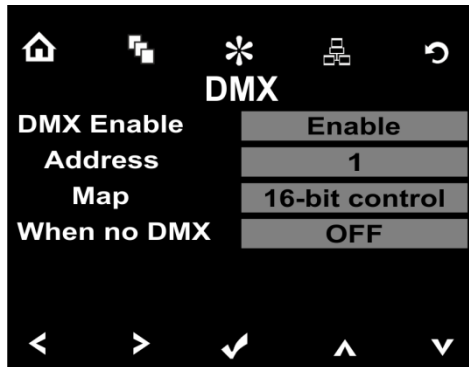 DMX
DMX Enable Enable
Address 1
Map 16-bit control
When no DMX OFF